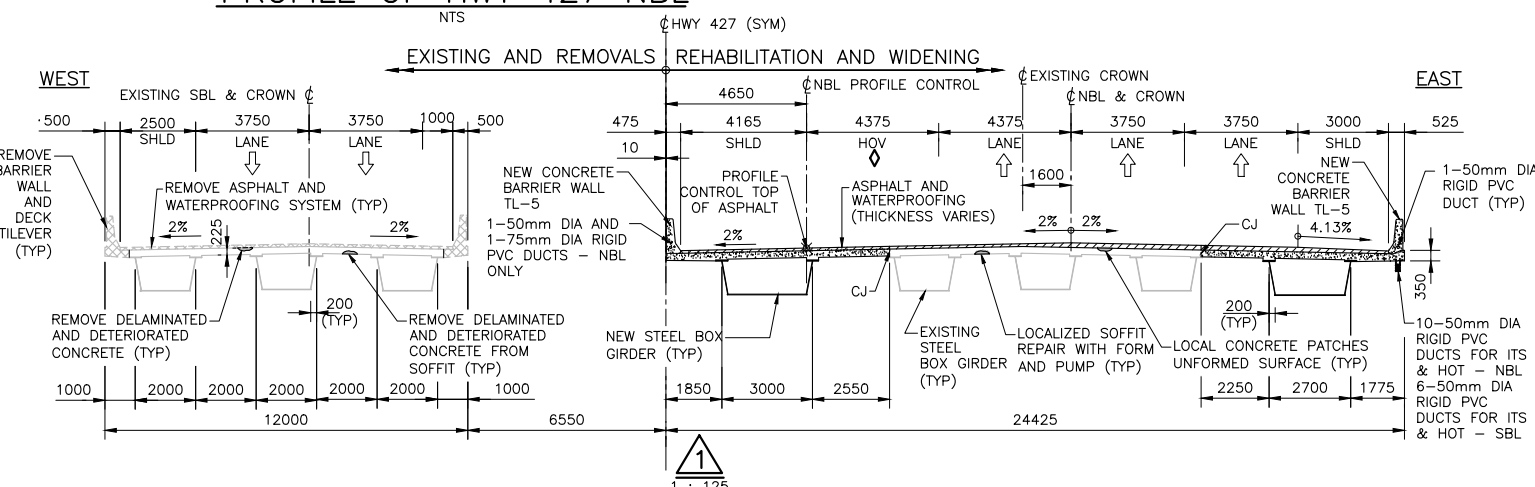 NTS
℄ HWY 427 (SYM)
EXISTING AND REMOVALS
REHABILITATION AND WIDENING
WEST
EAST
EXISTING SBL & CROWN ℄
℄ NBL PROFILE CONTROL
℄ EXISTING CROWN
℄ NBL & CROWN
4650
500
2500
3750
3750
1000
500
475
4165
4375
4375
3750
3750
3000
525
SHLD
LANE
LANE
10
SHLD
HOV
LANE
LANE
LANE
SHLD
REMOVE
BARRIER
WALL
AND
DECK
(TYP)
REMOVE ASPHALT AND
WATERPROOFING SYSTEM (TYP)
2%
225
2%
NEW CONCRETE
BARRIER WALL
TL-5
1-50mm DIA AND
1-75mm DIA RIGID
PVC DUCTS - NBL
ONLY
PROFILE
CONTROL TOP
OF ASPHALT
ASPHALT AND
WATERPROOFING
(THICKNESS VARIES)
1600
2%
2%
2%
NEW
CONCRETE
BARRIER
WALL TL-5
4.13%
1-50mm DIA
RIGID PVC
DUCT (TYP)
CJ
CJ
350
REMOVE DELAMINATED
AND DETERIORATED
CONCRETE (TYP)
200
(TYP)
REMOVE DELAMINATED
AND DETERIORATED
CONCRETE FROM
SOFFIT (TYP)
NEW STEEL BOX
GIRDER (TYP)
EXISTING
STEEL
BOX GIRDER
(TYP)
LOCALIZED SOFFIT
REPAIR WITH FORM
AND PUMP (TYP)
200
(TYP)
LOCAL CONCRETE PATCHES
UNFORMED SURFACE (TYP)
10-50mm DIA
RIGID PVC
DUCTS FOR ITS
& HOT - NBL
6-50mm DIA
RIGID PVC
DUCTS FOR ITS
& HOT - SBL
1000
2000
2000
2000
2000
2000
1000
1850
3000
2550
2250
2700
1775
12000
6550
24425
1
1 : 125